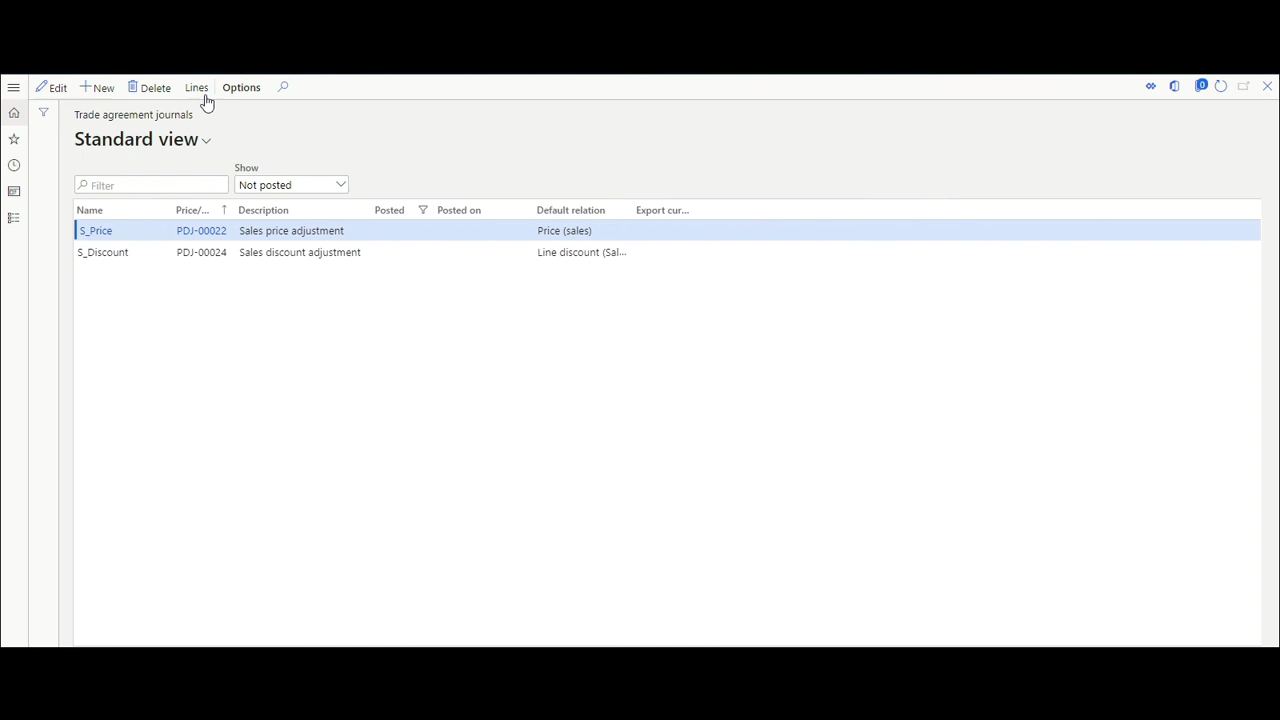 Edit New Delete Lines Options 0
Trade agreement journals
Standard view
Show
Filter Not posted
Name Price/... Description Posted Posted on Default relation Export cur...
S_Price PDJ-00022 Sales price adjustment Price (sales)
S_Discount PDJ-00024 Sales discount adjustment Line discount (Sal...